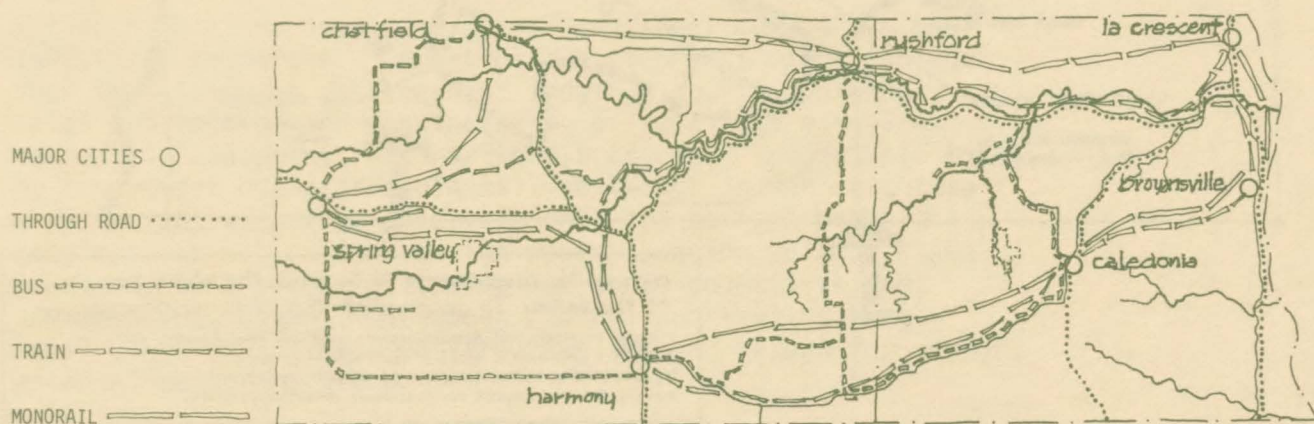 chatfield
rushford
la crescent
MAJOR CITIES
brownsville
THROUGH ROAD
spring valley
caledonia
BUS
TRAIN
harmony
MONORAIL